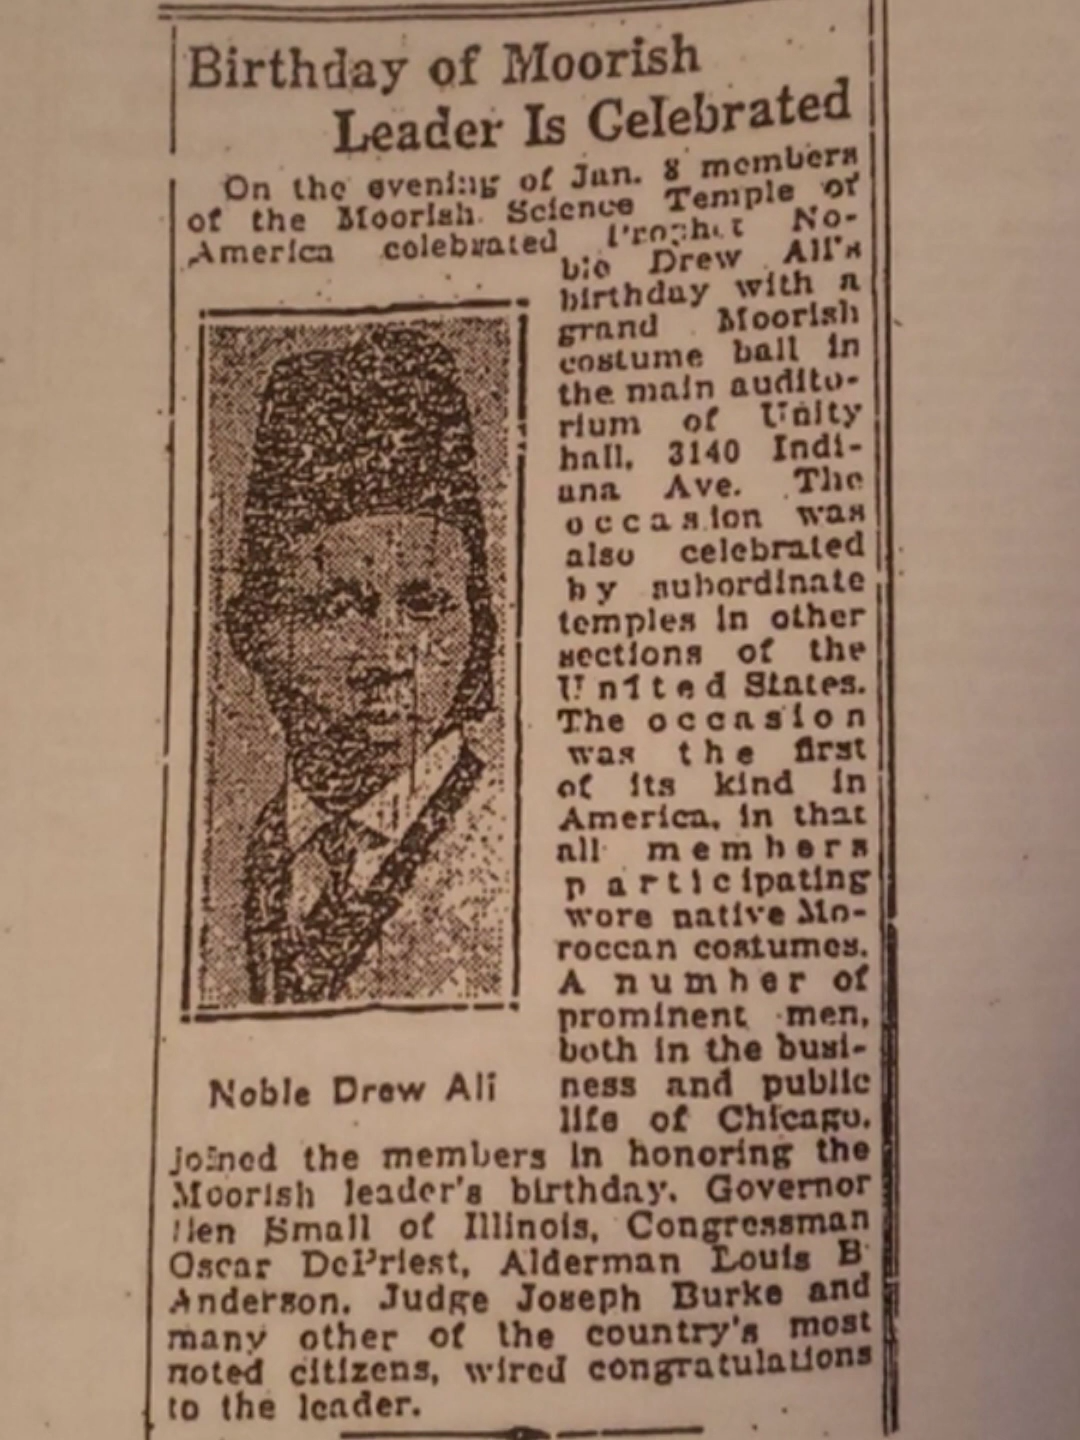 Birthday of Moorish
Leader Is Celebrated
On the evening of Jan. 8 members
of the Moorish Science Temple of
America celebrated Prophet No-
ble Drew Ali's
birthday with a
grand Moorish
costume ball in
the main audito-
rium of Unity
hall, 3140 Indi-
ana Ave. The
occasion was
also celebrated
by subordinate
temples in other
sections of the
United States.
The occasion
was the first
of its kind in
America, in that
all members
participating
wore native Mo-
roccan costumes.
A number of
prominent men,
both in the busi-
ness and public
life of Chicago,
Noble Drew Ali
joined the members in honoring the
Moorish leader's birthday. Governor
Len Small of Illinois, Congressman
Oscar DePriest, Alderman Louis B
Anderson, Judge Joseph Burke and
many other of the country's most
noted citizens, wired congratulations
to the leader.